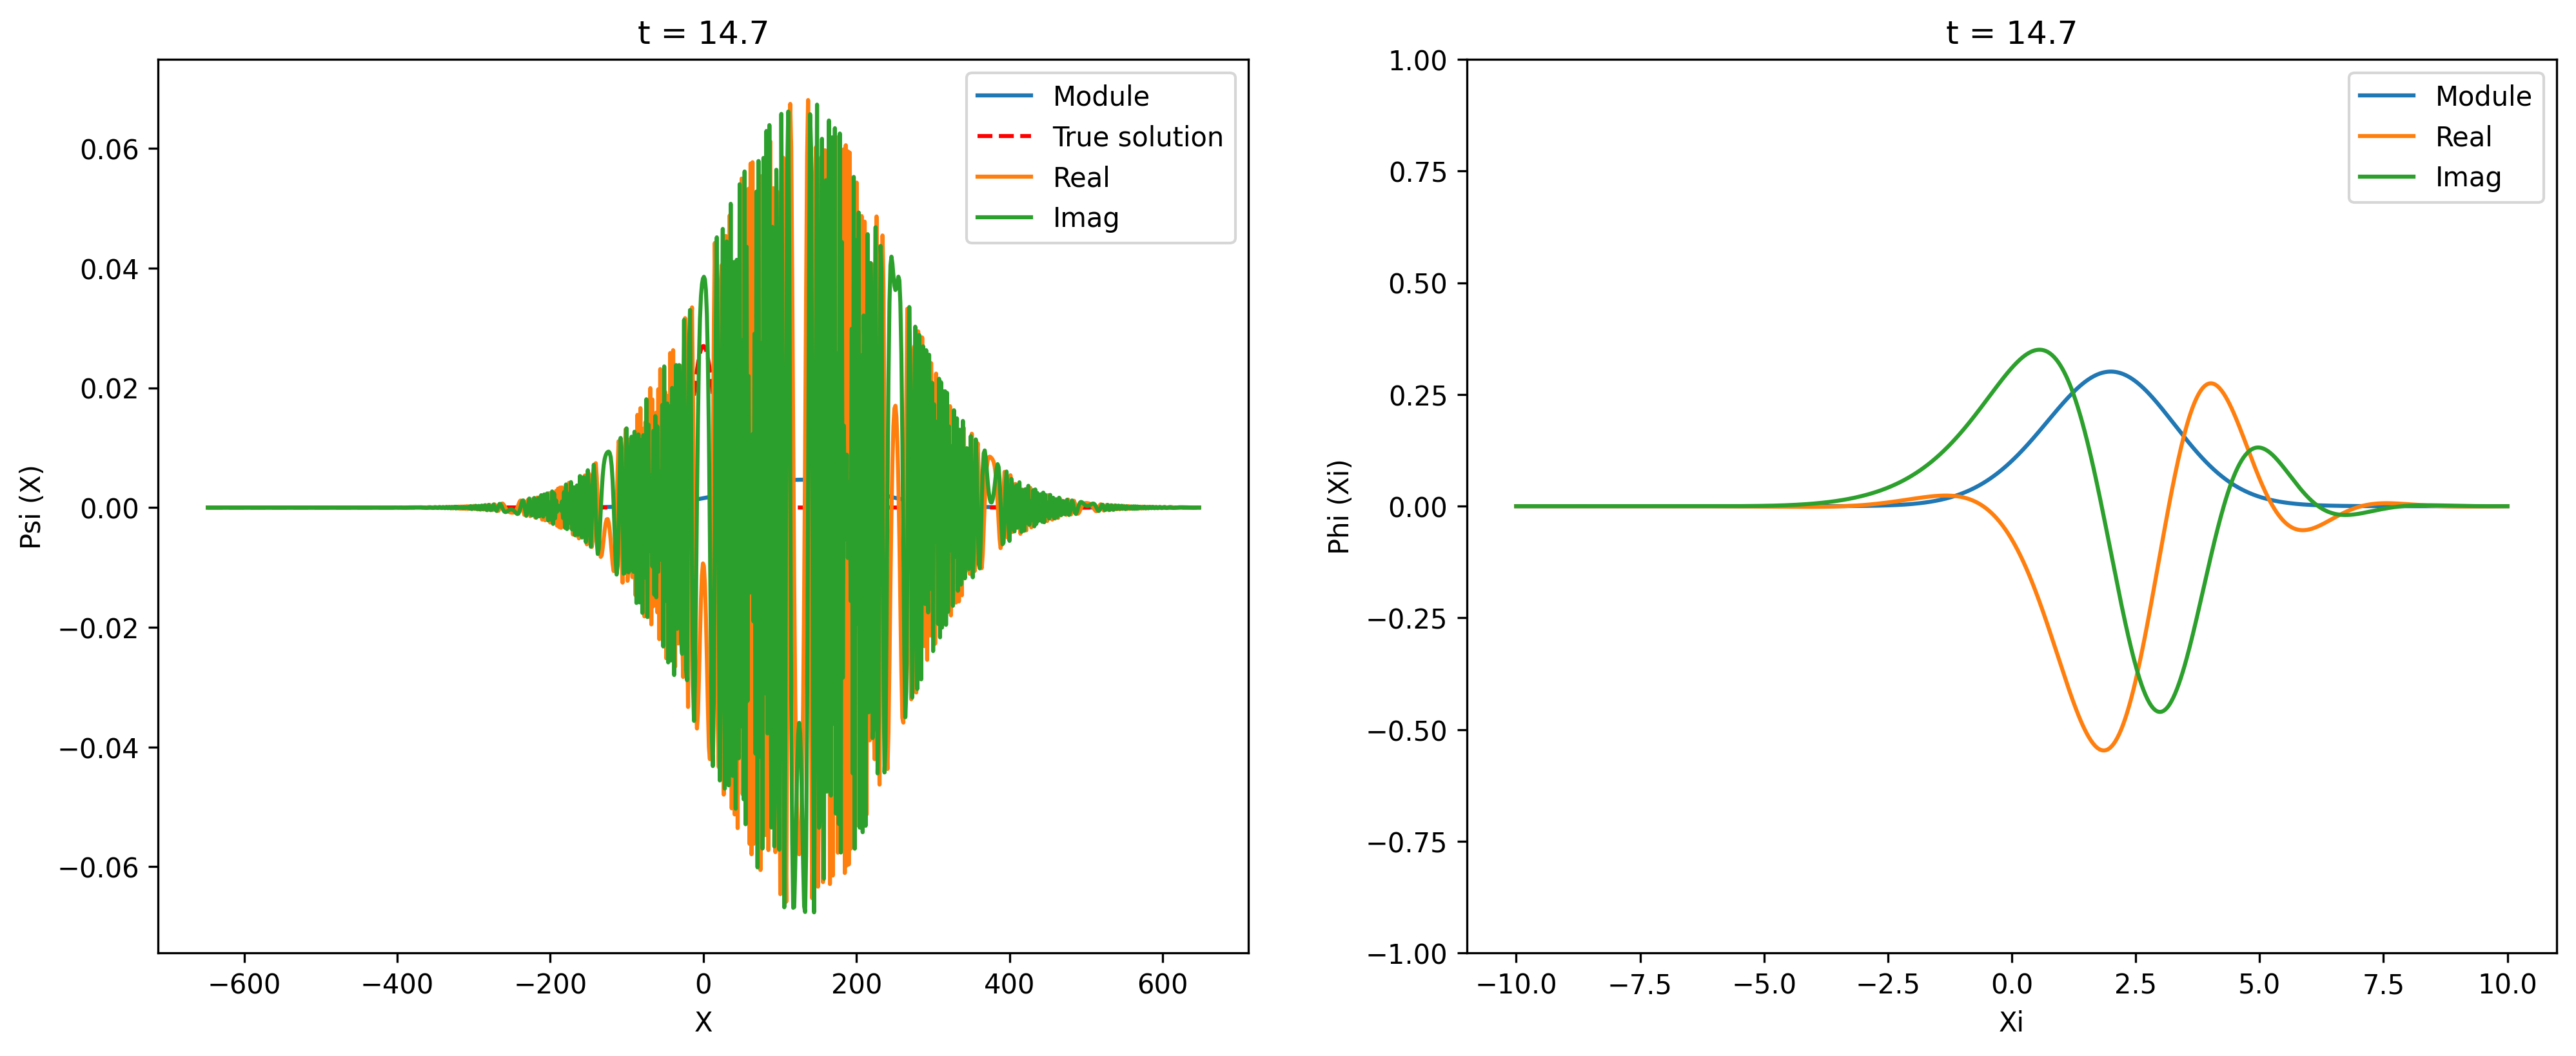 t = 14.7
Psi (X)
0.06
0.04
0.02
0.00
−0.02
−0.04
−0.06
−600
−400
−200
0
200
400
600
X
Module
True solution
Real
Imag
t = 14.7
Phi (Xi)
1.00
0.75
0.50
0.25
0.00
−0.25
−0.50
−0.75
−1.00
−10.0
−7.5
−5.0
−2.5
0.0
2.5
5.0
7.5
10.0
Xi
Module
Real
Imag